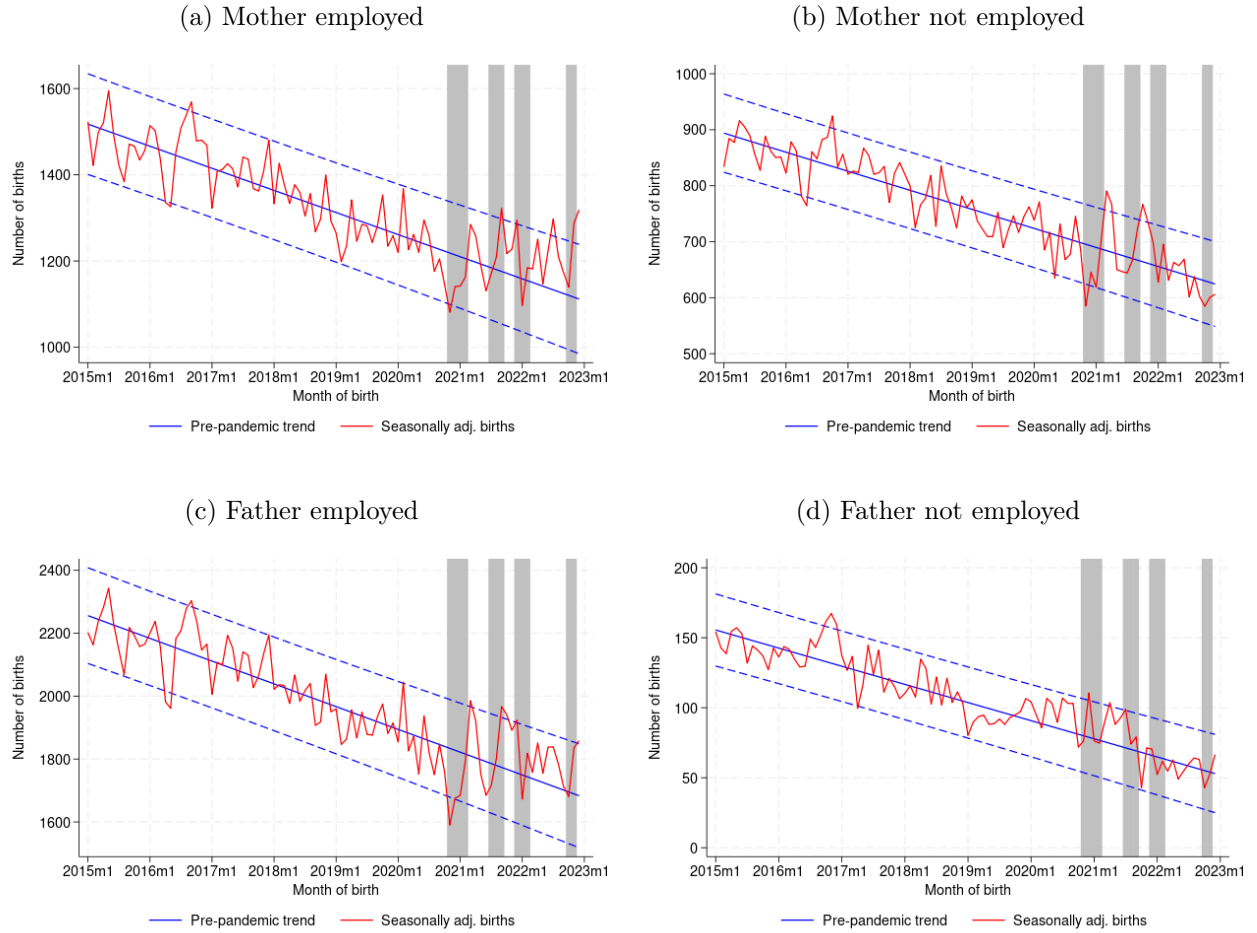 (a) Mother employed
Number of births
1600
1400
1200
1000
2015m1 2016m1 2017m1 2018m1 2019m1 2020m1 2021m1 2022m1 2023m1
Month of birth
Pre-pandemic trend Seasonally adj. births
(b) Mother not employed
Number of births
1000
900
800
700
600
500
2015m1 2016m1 2017m1 2018m1 2019m1 2020m1 2021m1 2022m1 2023m1
Month of birth
Pre-pandemic trend Seasonally adj. births
(c) Father employed
Number of births
2400
2200
2000
1800
1600
2015m1 2016m1 2017m1 2018m1 2019m1 2020m1 2021m1 2022m1 2023m1
Month of birth
Pre-pandemic trend Seasonally adj. births
(d) Father not employed
Number of births
200
150
100
50
0
2015m1 2016m1 2017m1 2018m1 2019m1 2020m1 2021m1 2022m1 2023m1
Month of birth
Pre-pandemic trend Seasonally adj. births